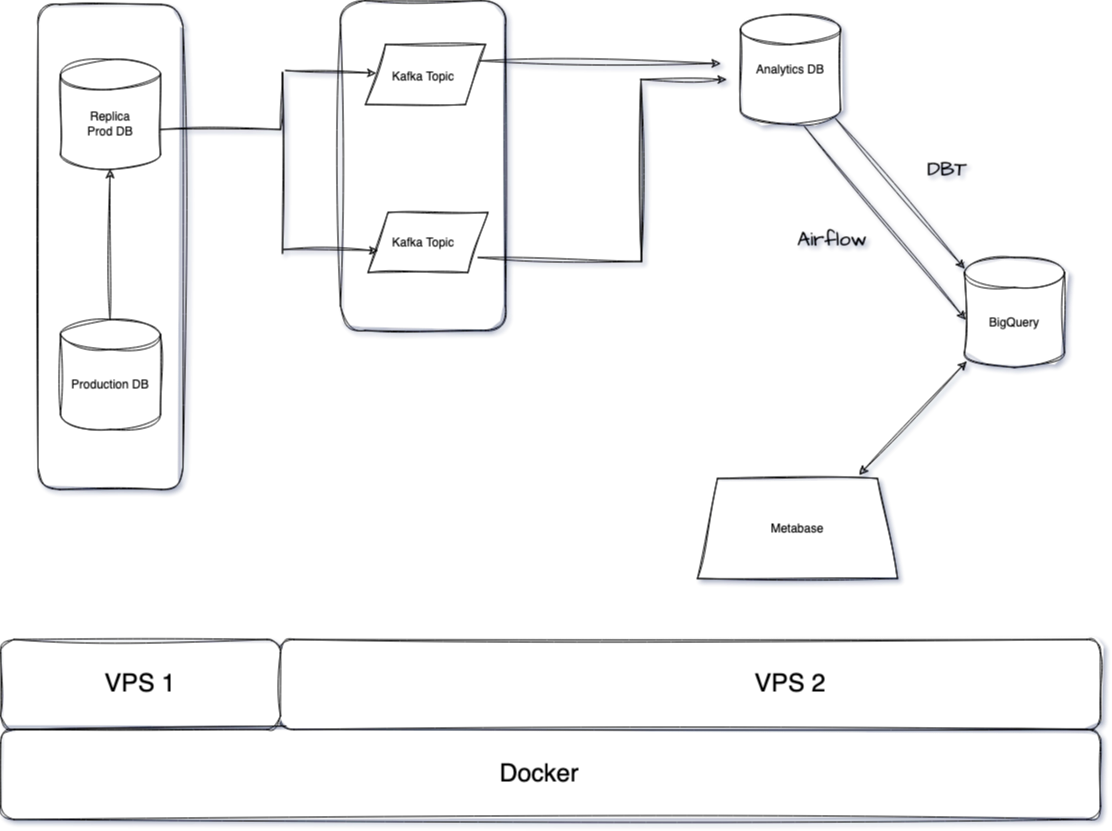 Replica
Prod DB
Kafka Topic
Analytics DB
DBT
Kafka Topic
Airflow
BigQuery
Production DB
Metabase
VPS 1
VPS 2
Docker